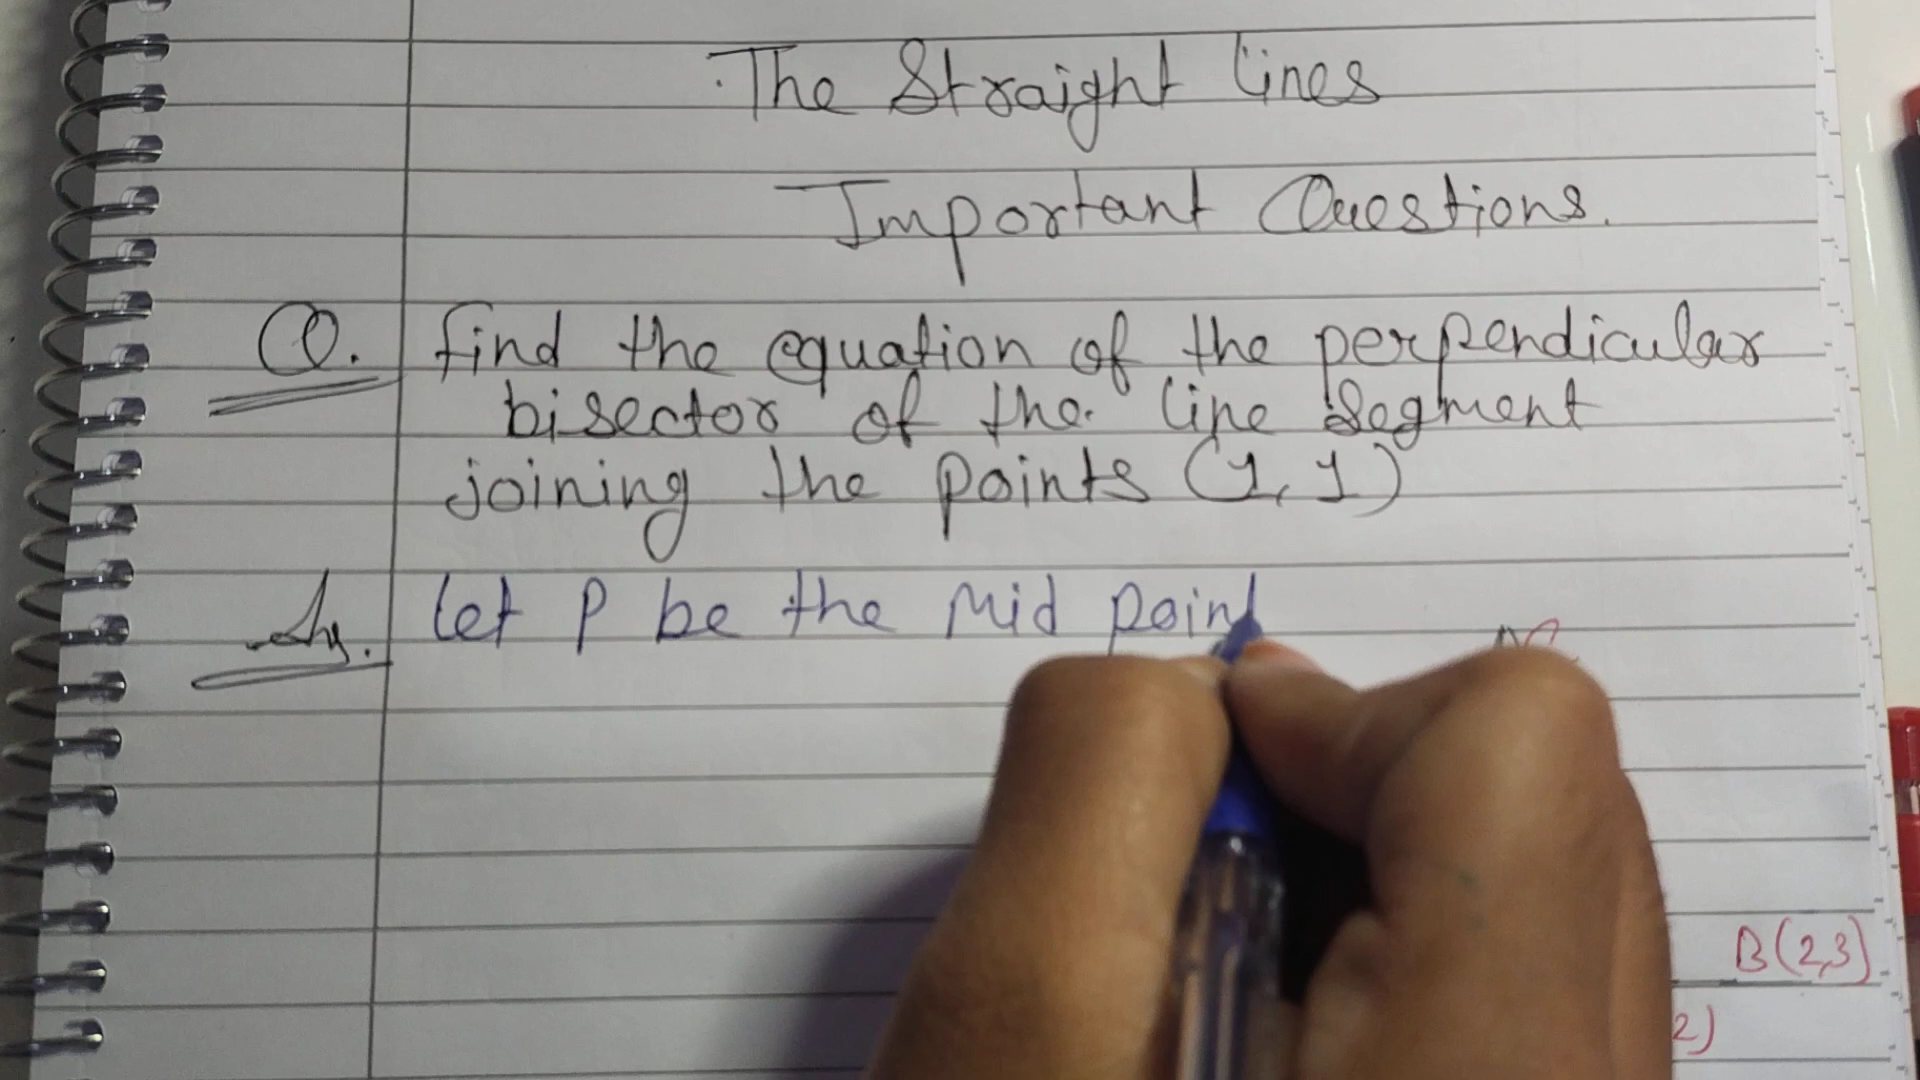 The Straight lines
Important Questions.
Q. find the equation of the perpendicular
bisector of the line segment
joining the points (1, 1)
Ans. let P be the Mid point
B(2,3)
2)